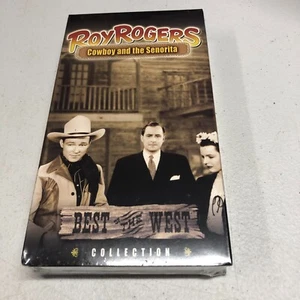 ROY ROGERS
Cowboy and the Senorita
BEST OF THE WEST
COLLECTION